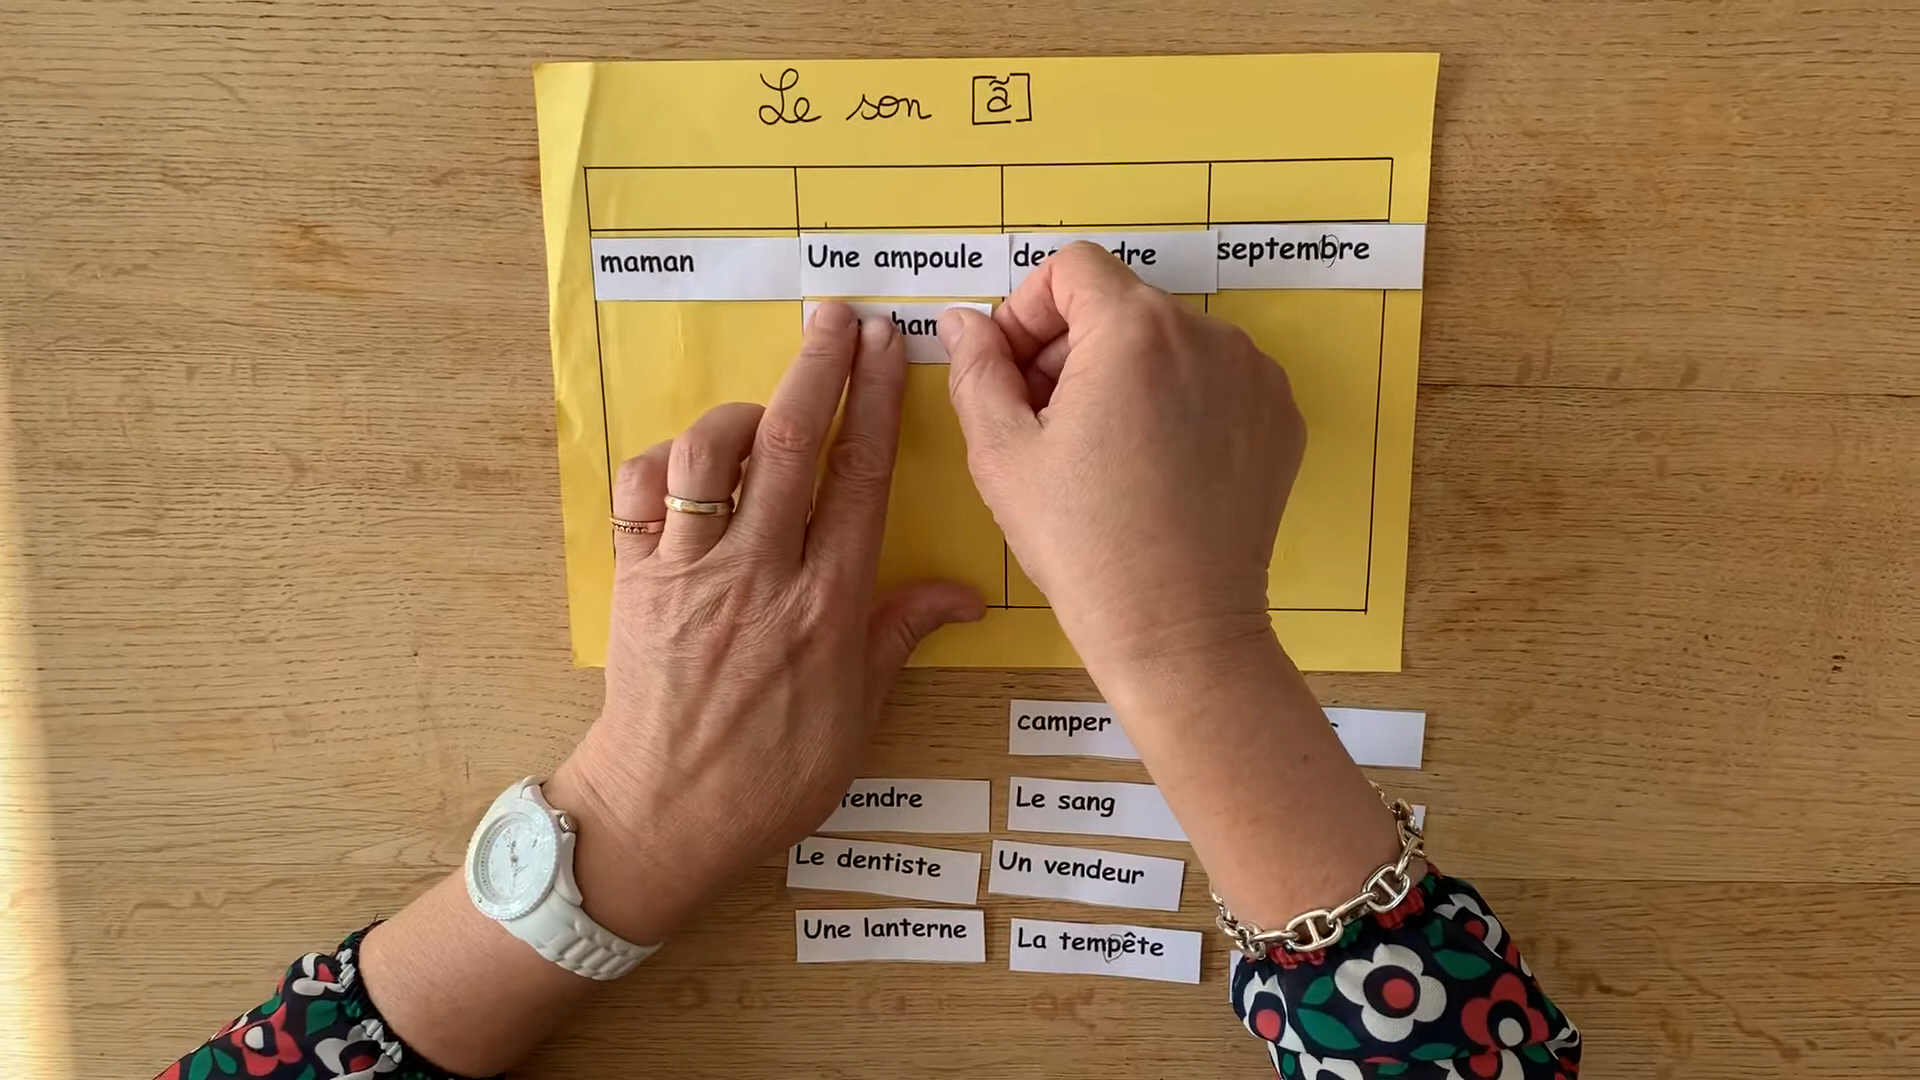 Le son [ã]
maman
Une ampoule
septembre
camper
Le sang
Le dentiste
Un vendeur
Une lanterne
La tempête